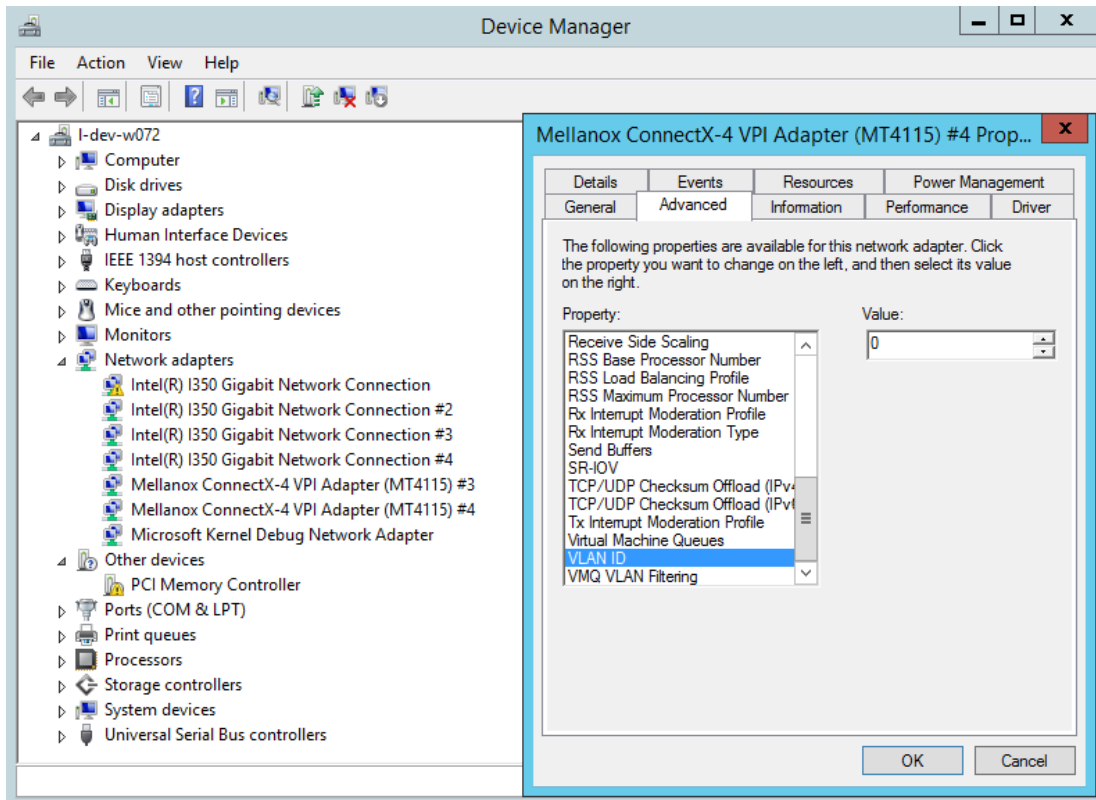 Device Manager
File Action View Help
l-dev-w072
Computer
Disk drives
Display adapters
Human Interface Devices
IEEE 1394 host controllers
Keyboards
Mice and other pointing devices
Monitors
Network adapters
Intel(R) I350 Gigabit Network Connection
Intel(R) I350 Gigabit Network Connection #2
Intel(R) I350 Gigabit Network Connection #3
Intel(R) I350 Gigabit Network Connection #4
Mellanox ConnectX-4 VPI Adapter (MT4115) #3
Mellanox ConnectX-4 VPI Adapter (MT4115) #4
Microsoft Kernel Debug Network Adapter
Other devices
PCI Memory Controller
Ports (COM & LPT)
Print queues
Processors
Storage controllers
System devices
Universal Serial Bus controllers
Mellanox ConnectX-4 VPI Adapter (MT4115) #4 Prop...
Details Events Resources Power Management
General Advanced Information Performance Driver
The following properties are available for this network adapter. Click
the property you want to change on the left, and then select its value
on the right.
Property:
Receive Side Scaling
RSS Base Processor Number
RSS Load Balancing Profile
RSS Maximum Processor Number
Rx Interrupt Moderation Profile
Rx Interrupt Moderation Type
Send Buffers
SR-IOV
TCP/UDP Checksum Offload (IPv4
TCP/UDP Checksum Offload (IPv6
Tx Interrupt Moderation Profile
Virtual Machine Queues
VLAN ID
VMQ VLAN Filtering
Value:
0
OK Cancel